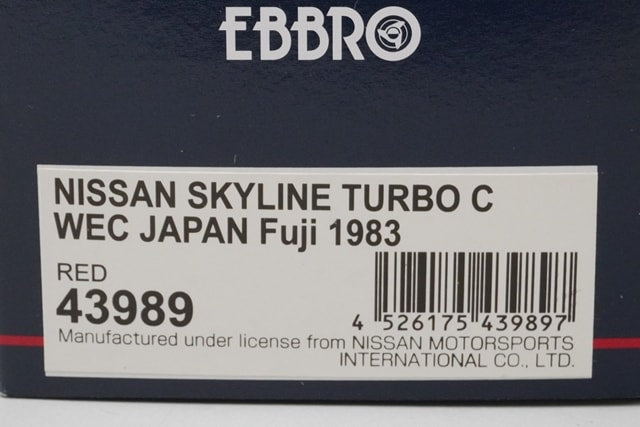 EBBRO
NISSAN SKYLINE TURBO C
WEC JAPAN Fuji 1983
RED
43989
4 526175 439897
Manufactured under license from NISSAN MOTORSPORTS
INTERNATIONAL CO., LTD.